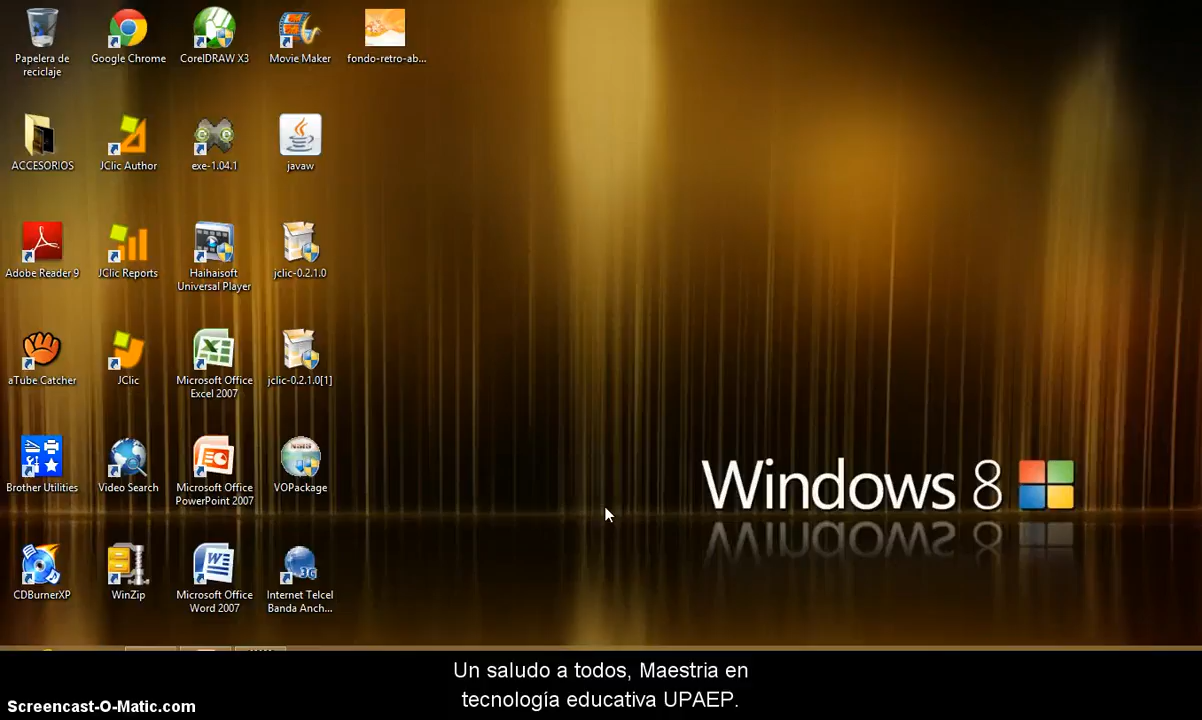 Papelera de
reciclaje
Google Chrome
CorelDRAW X3
Movie Maker
fondo-retro-ab...
ACCESORIOS
JClic Author
exe-1.04.1
javaw
Adobe Reader 9
JClic Reports
Haihaisoft
Universal Player
jclic-0.2.1.0
aTube Catcher
JClic
Microsoft Office
Excel 2007
jclic-0.2.1.0[1]
Brother Utilities
Video Search
Microsoft Office
PowerPoint 2007
VOPackage
CDBurnerXP
WinZip
Microsoft Office
Word 2007
3G
Internet Telcel
Banda Anch...
Windows 8
Un saludo a todos, Maestria en
tecnología educativa UPAEP.
Screencast-O-Matic.com